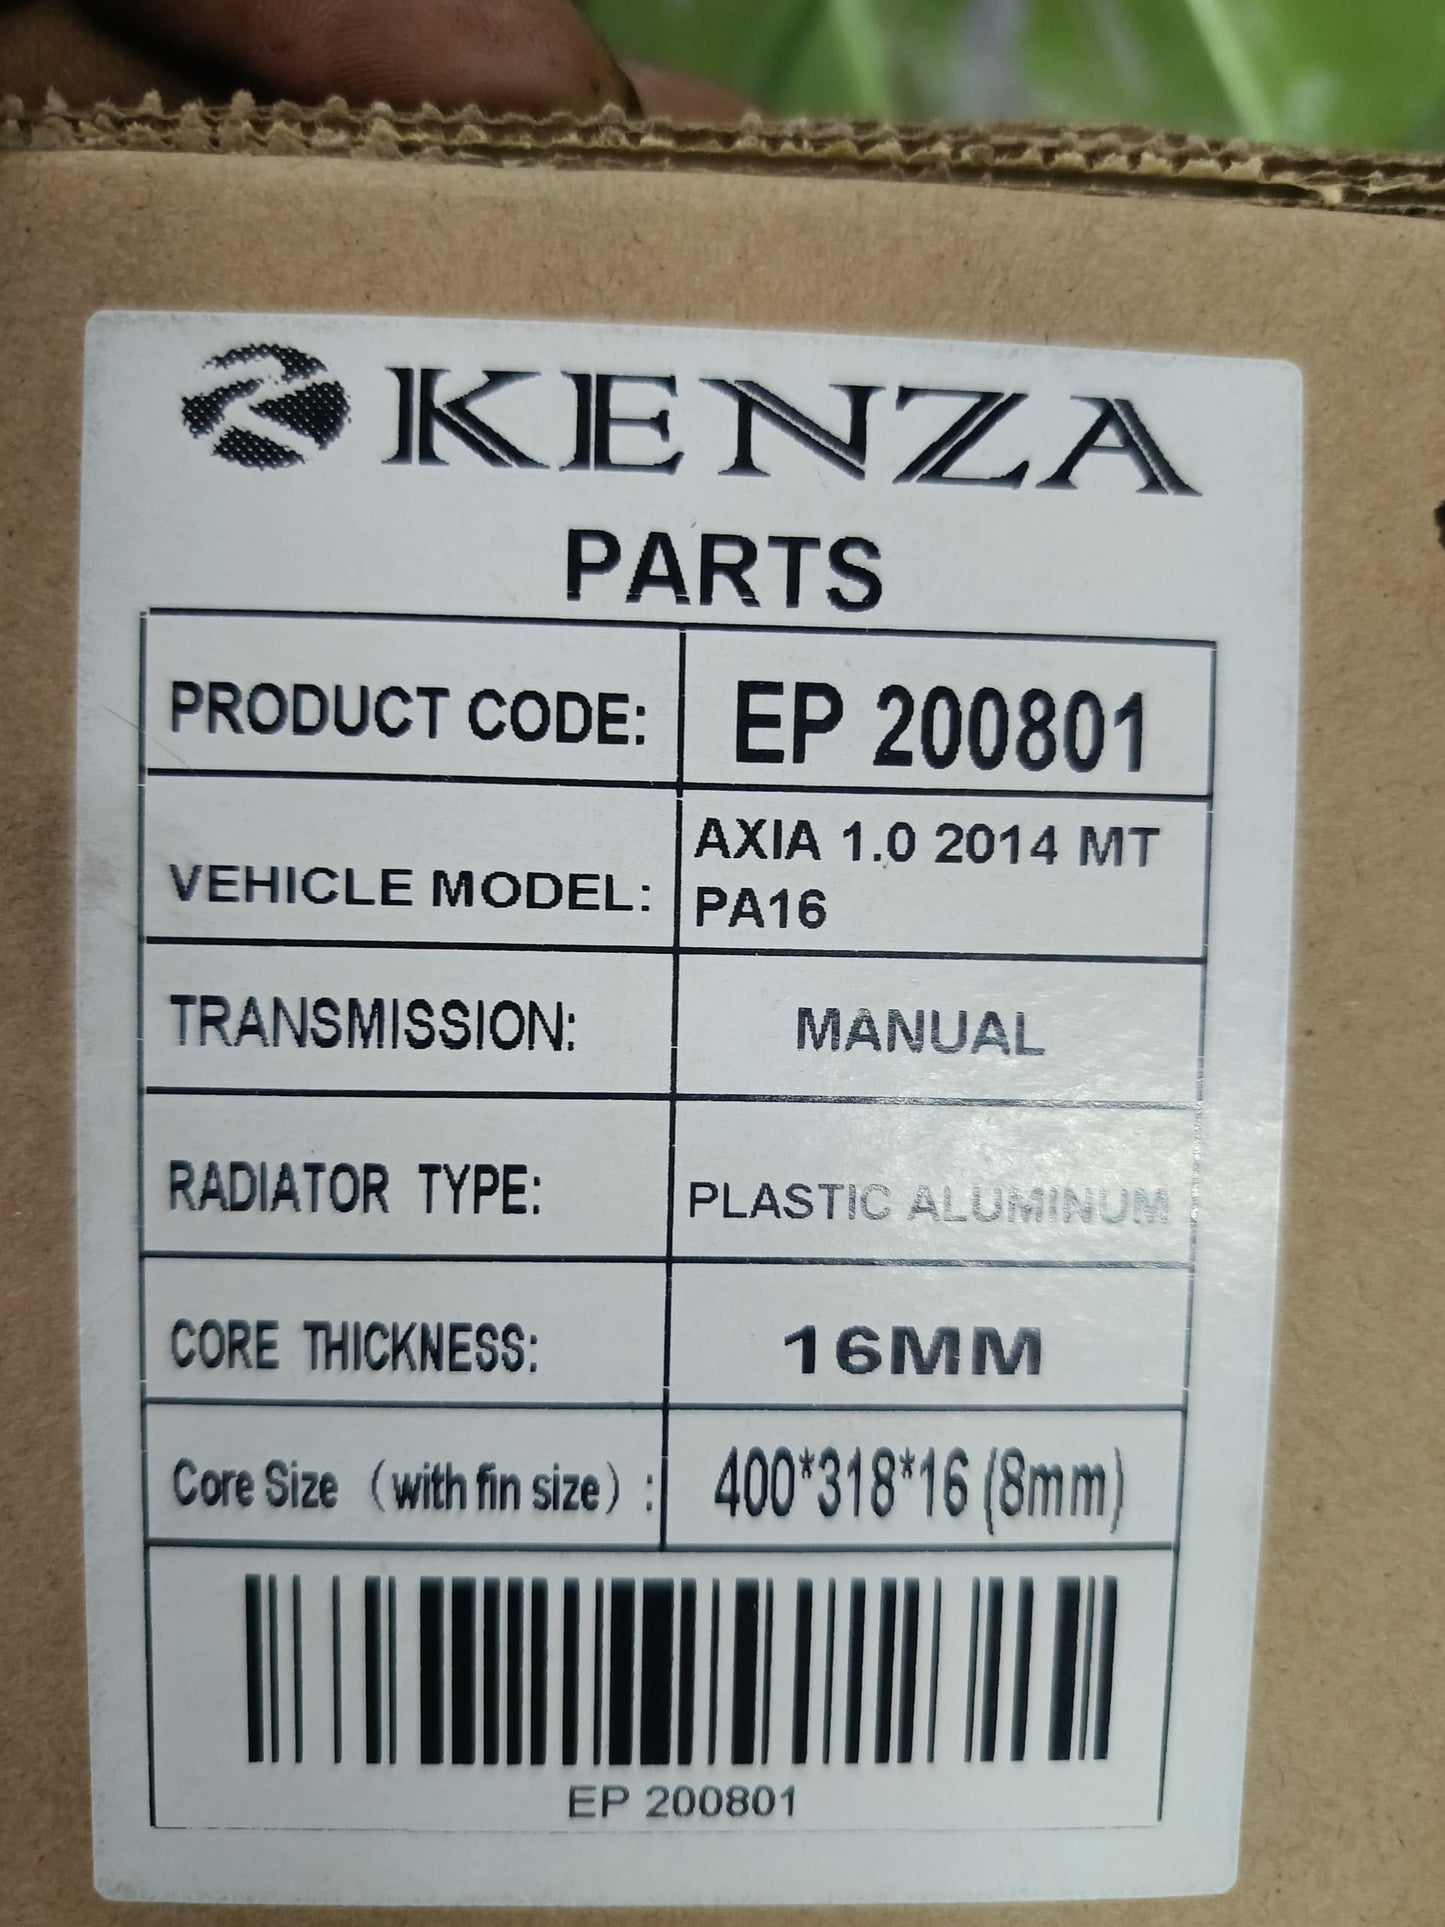 KENZA
PARTS
PRODUCT CODE: EP 200801
VEHICLE MODEL: AXIA 1.0 2014 MT
PA16
TRANSMISSION: MANUAL
RADIATOR TYPE: PLASTIC ALUMINUM
CORE THICKNESS: 16MM
Core Size （with fin size）: 400*318*16 (8mm)
EP 200801